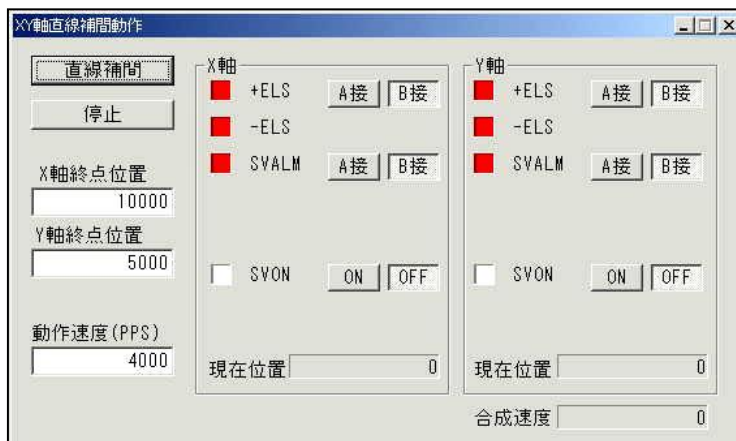 XY軸直線補間動作
直線補間
停止
X軸終点位置
10000
Y軸終点位置
5000
動作速度(PPS)
4000
X軸
+ELS A接 B接
-ELS
SVALM A接 B接
SVON ON OFF
現在位置 0
Y軸
+ELS A接 B接
-ELS
SVALM A接 B接
SVON ON OFF
現在位置 0
合成速度 0